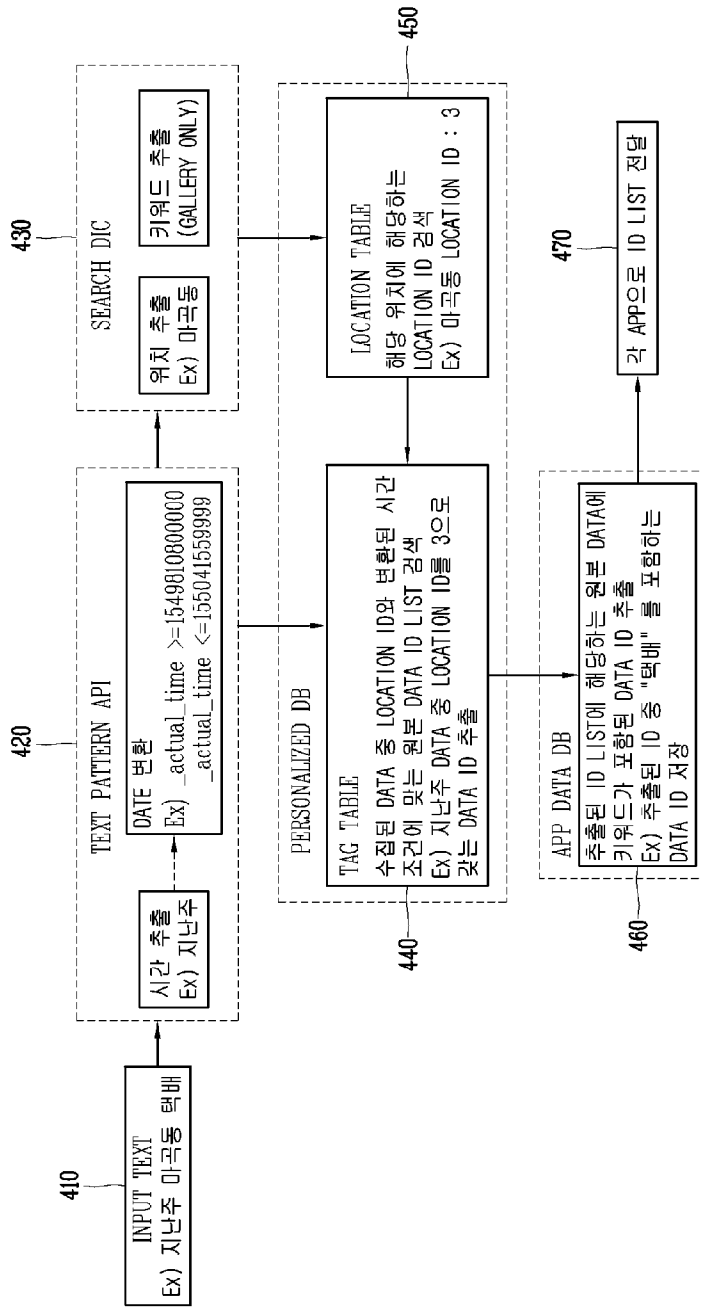 410
INPUT TEXT
Ex) 지난주 마곡동 택배
420
TEXT PATTERN API
시간 추출
Ex) 지난주
DATE 변환
Ex) _actual_time >=1549810800000
_actual_time <=155041559999
430
SEARCH DIC
위치 추출
Ex) 마곡동
키워드 추출
(GALLERY ONLY)
PERSONALIZED DB
440
TAG TABLE
수집된 DATA 중 LOCATION ID와 변환된 시간
조건에 맞는 원본 DATA ID LIST 검색
Ex) 지난주 DATA 중 LOCATION ID를 3으로
갖는 DATA ID 추출
450
LOCATION TABLE
해당 위치에 해당하는
LOCATION ID 검색
Ex) 마곡동 LOCATION ID : 3
460
APP DATA DB
추출된 ID LIST에 해당하는 원본 DATA에
키워드가 포함된 DATA ID 추출
Ex) 추출된 ID 중 "택배" 를 포함하는
DATA ID 저장
470
각 APP으로 ID LIST 전달